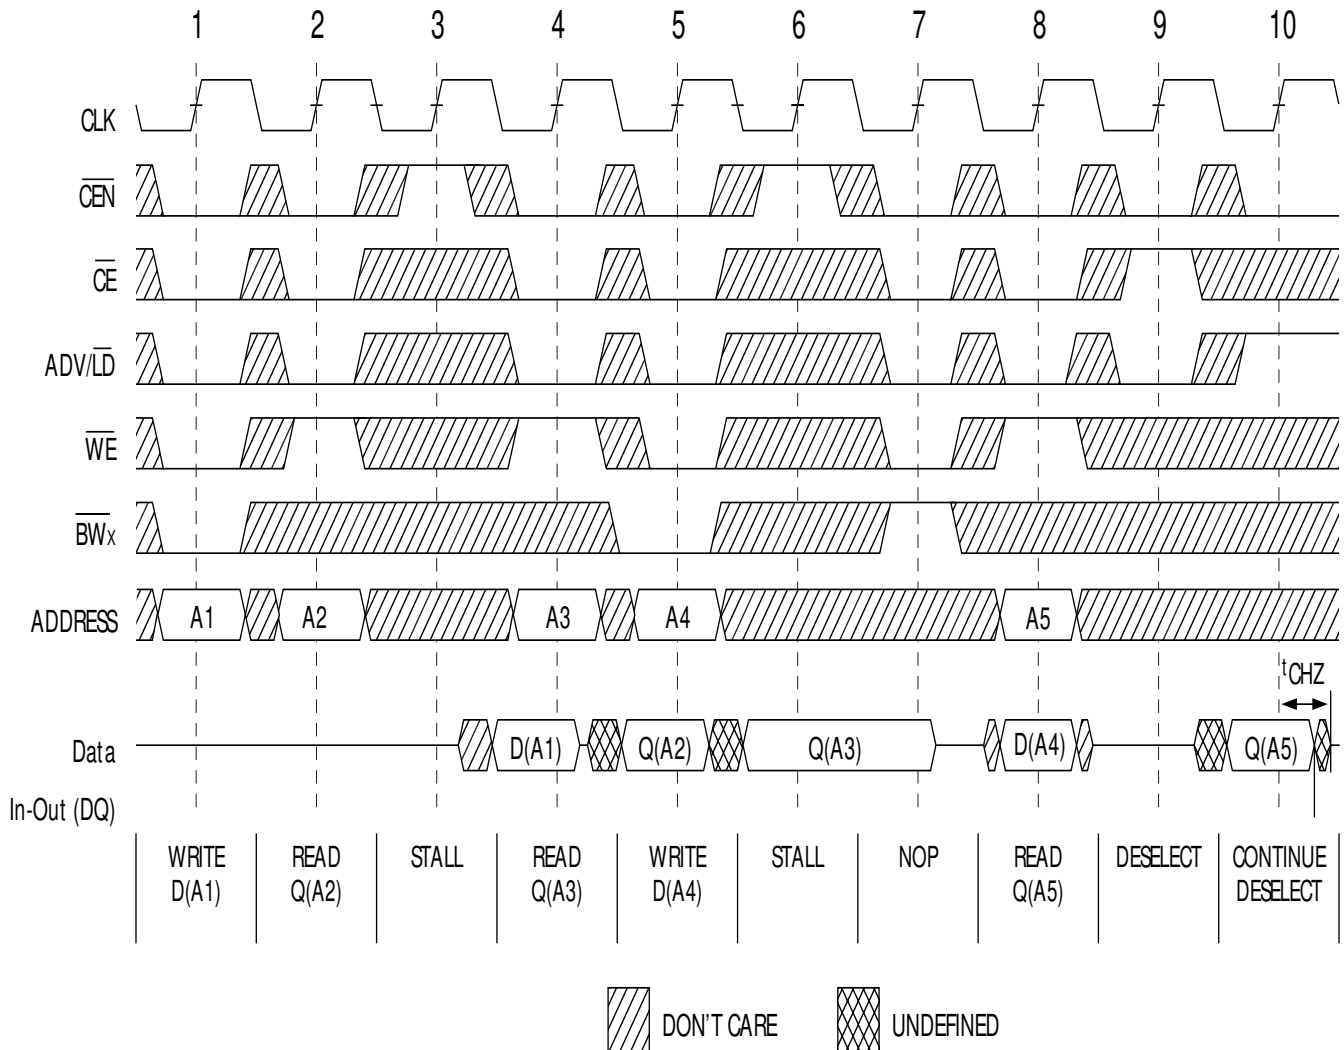 1 2 3 4 5 6 7 8 9 10
CLK
CEN
CE
ADV/LD
WE
BWx
ADDRESS A1 A2 A3 A4 A5
tCHZ
Data D(A1) Q(A2) Q(A3) D(A4) Q(A5)
In-Out (DQ)
WRITE READ STALL READ WRITE STALL NOP READ DESELECT CONTINUE
D(A1) Q(A2) Q(A3) D(A4) Q(A5) DESELECT
DON'T CARE UNDEFINED